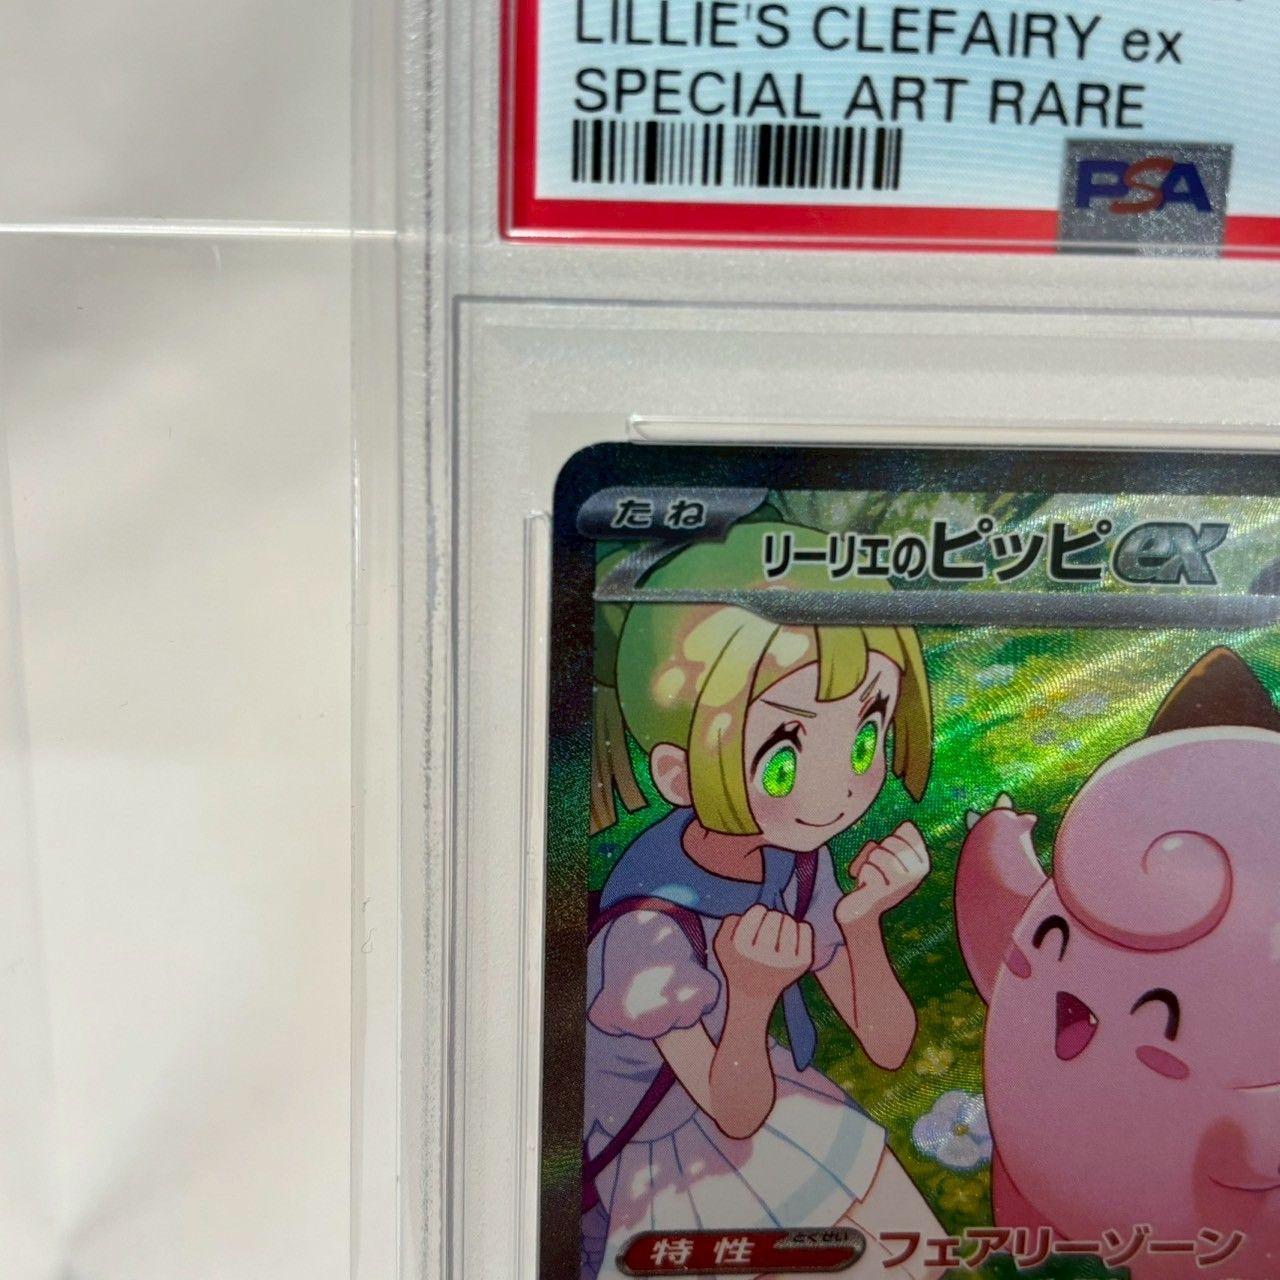 LILLIE'S CLEFAIRY ex
SPECIAL ART RARE
PSA
たね
リーリエのピッピex
特性
とくせい
フェアリーゾーン